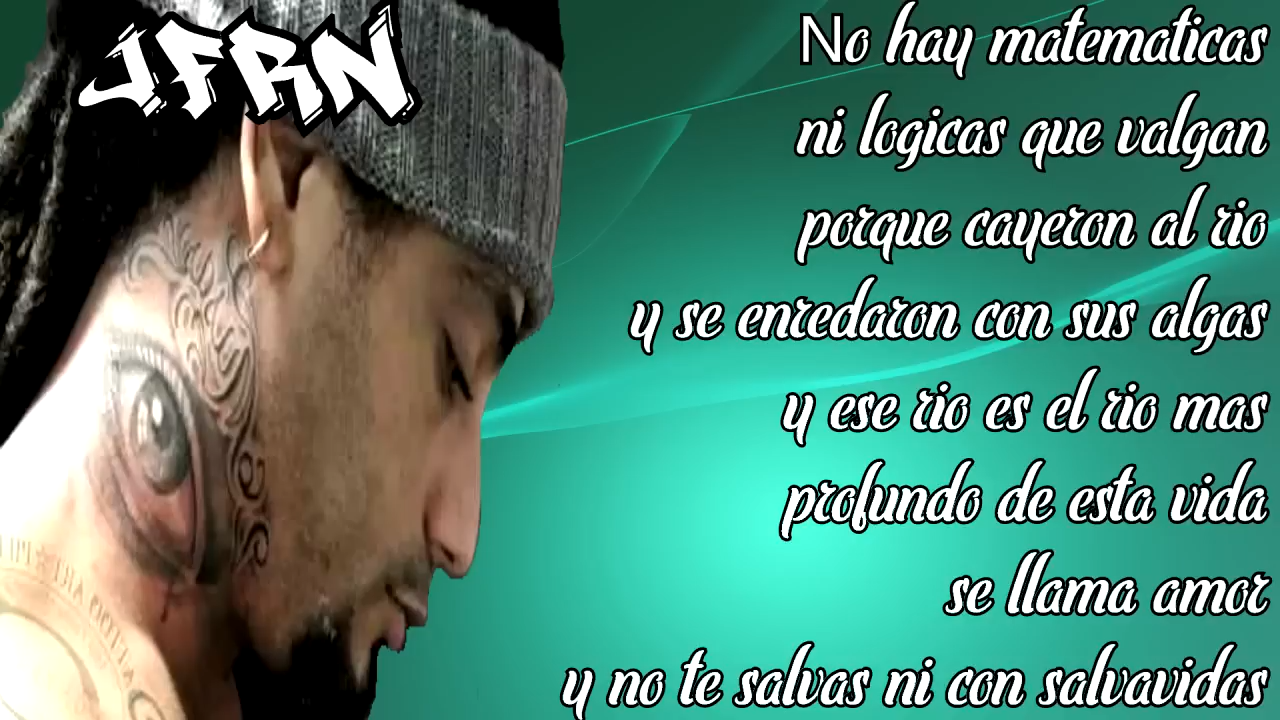 JFRN
No hay matematicas
ni logicas que valgan
porque cayeron al rio
y se enredaron con sus algas
y ese rio es el rio mas
profundo de esta vida
se llama amor
y no te salvas ni con salvavidas